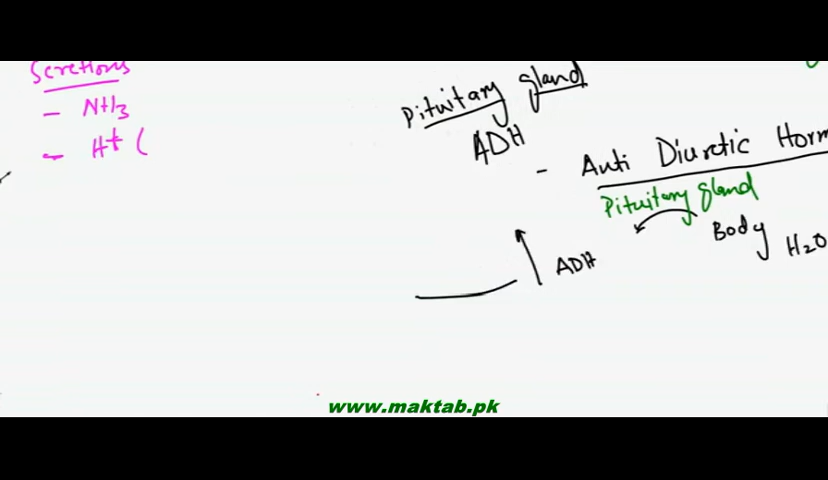 Secretions
- NH3
- H+ (
Pituitary gland
ADH
- Anti Diuretic Horm
Pituitary gland
Body H2O
ADH
www.maktab.pk